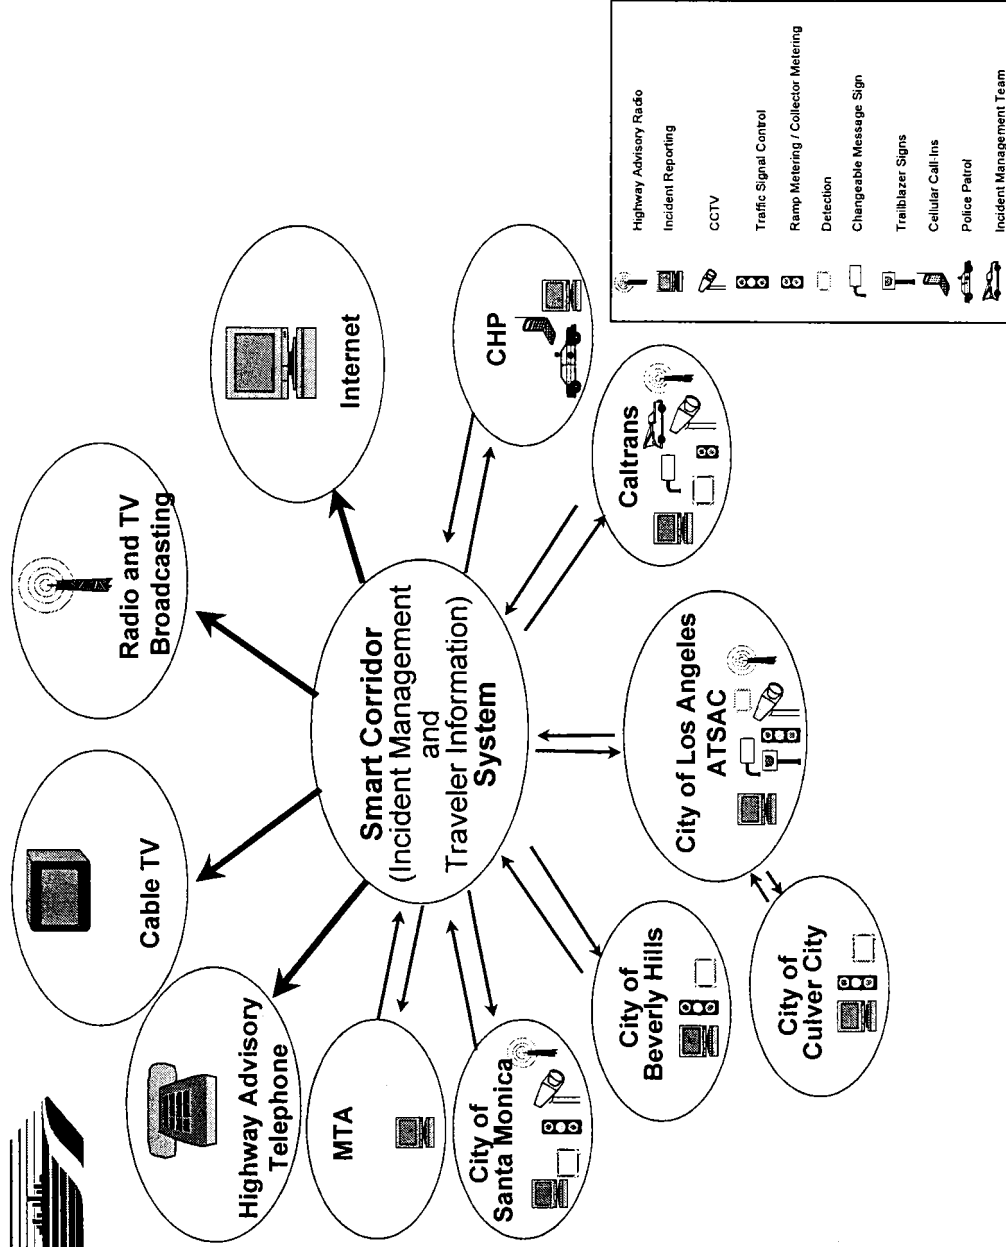 Highway Advisory
Telephone
Cable TV
Radio and TV
Broadcasting
Internet
MTA
Smart Corridor
(Incident Management
and
Traveler Information)
System
CHP
City of
Santa Monica
City of
Beverly Hills
City of Los Angeles
ATSAC
Caltrans
City of
Culver City
Highway Advisory Radio
Incident Reporting
CCTV
Traffic Signal Control
Ramp Metering / Collector Metering
Detection
Changeable Message Sign
Trailblazer Signs
Cellular Call-Ins
Police Patrol
Incident Management Team